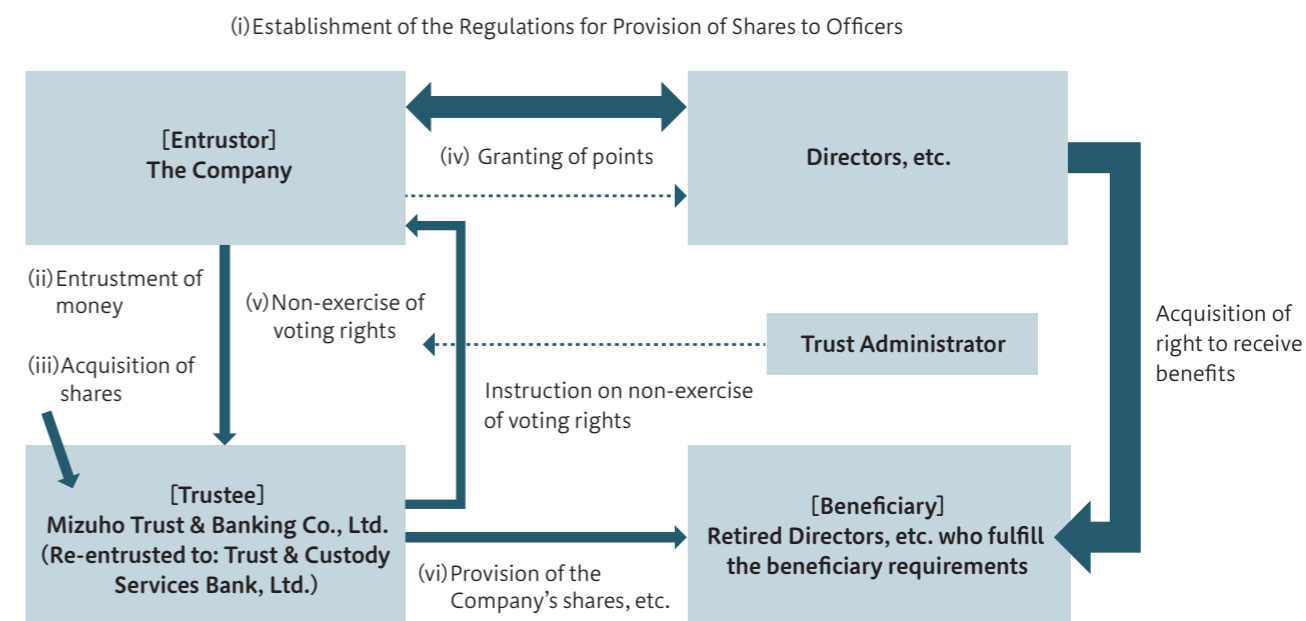 (i)Establishment of the Regulations for Provision of Shares to Officers
[Entrustor]
The Company
(iv) Granting of points
Directors, etc.
(ii)Entrustment of
money
(v)Non-exercise of
voting rights
(iii)Acquisition of
shares
Trust Administrator
Instruction on non-exercise
of voting rights
Acquisition of
right to receive
benefits
[Trustee]
Mizuho Trust & Banking Co., Ltd.
(Re-entrusted to: Trust & Custody
Services Bank, Ltd.)
(vi)Provision of the
Company’s shares, etc.
[Beneficiary]
Retired Directors, etc. who fulfill
the beneficiary requirements